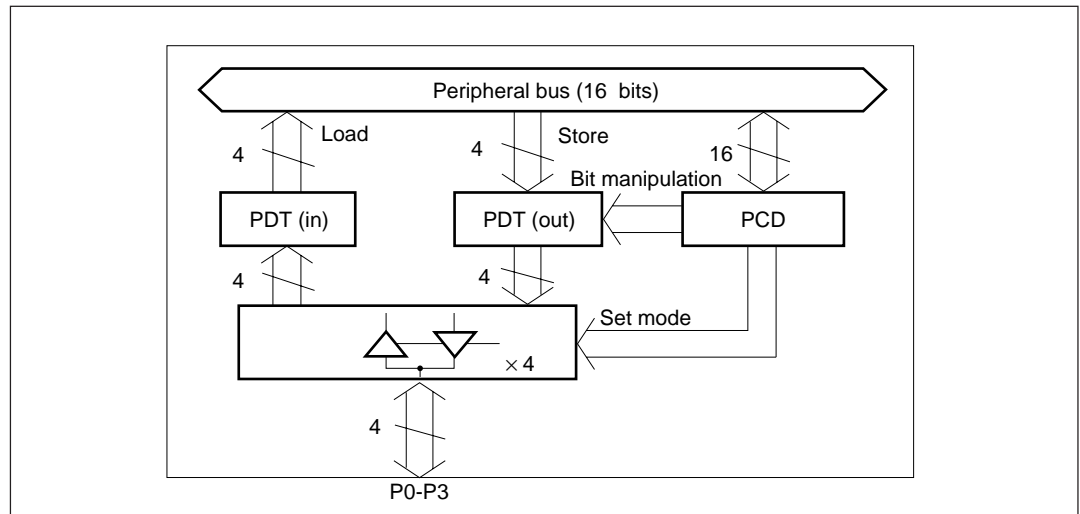 Peripheral bus (16 bits)
Load
4
4
Store
16
Bit manipulation
PDT (in)
PDT (out)
PCD
4
4
Set mode
× 4
4
P0-P3